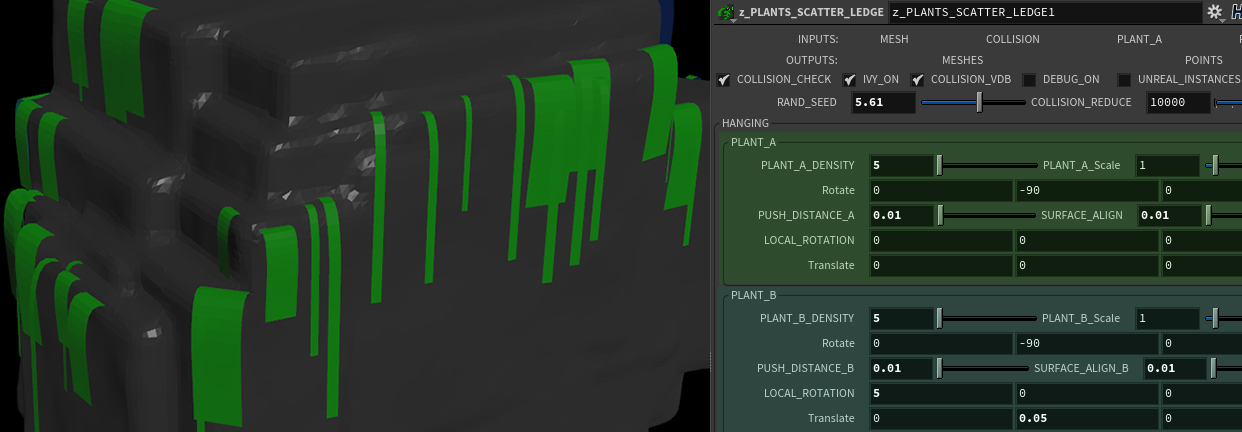 z_PLANTS_SCATTER_LEDGE z_PLANTS_SCATTER_LEDGE1
INPUTS: MESH COLLISION PLANT_A
OUTPUTS: MESHES POINTS
COLLISION_CHECK IVY_ON COLLISION_VDB DEBUG_ON UNREAL_INSTANCES
RAND_SEED 5.61 COLLISION_REDUCE 10000
HANGING
PLANT_A
PLANT_A_DENSITY 5 PLANT_A_Scale 1
Rotate 0 -90 0
PUSH_DISTANCE_A 0.01 SURFACE_ALIGN 0.01
LOCAL_ROTATION 0 0 0
Translate 0 0 0
PLANT_B
PLANT_B_DENSITY 5 PLANT_B_Scale 1
Rotate 0 -90 0
PUSH_DISTANCE_B 0.01 SURFACE_ALIGN_B 0.01
LOCAL_ROTATION 5 0 0
Translate 0 0.05 0